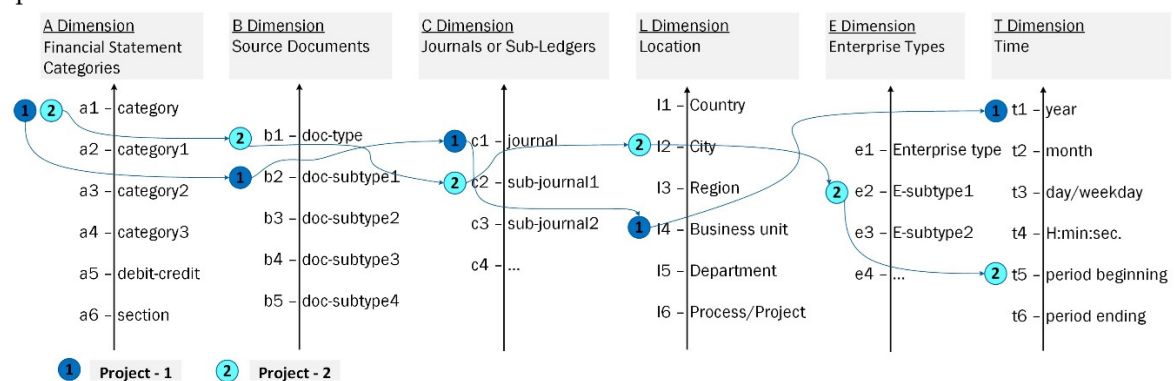 A Dimension
Financial Statement
Categories
B Dimension
Source Documents
C Dimension
Journals or Sub-Ledgers
L Dimension
Location
E Dimension
Enterprise Types
T Dimension
Time
1 2
a1 – category
a2 – category1
a3 – category2
a4 – category3
a5 – debit-credit
a6 – section
2
b1 – doc-type
1
b2 – doc-subtype1
b3 – doc-subtype2
b4 – doc-subtype3
b5 – doc-subtype4
1
c1 – journal
2
c2 – sub-journal1
c3 – sub-journal2
c4 – ...
l1 – Country
2
l2 – City
l3 – Region
1
l4 – Business unit
l5 – Department
l6 – Process/Project
e1 – Enterprise type
2
e2 – E-subtype1
e3 – E-subtype2
e4 – ...
1
t1 – year
t2 – month
t3 – day/weekday
t4 – H:min:sec.
2
t5 – period beginning
t6 – period ending
1 Project - 1
2 Project - 2